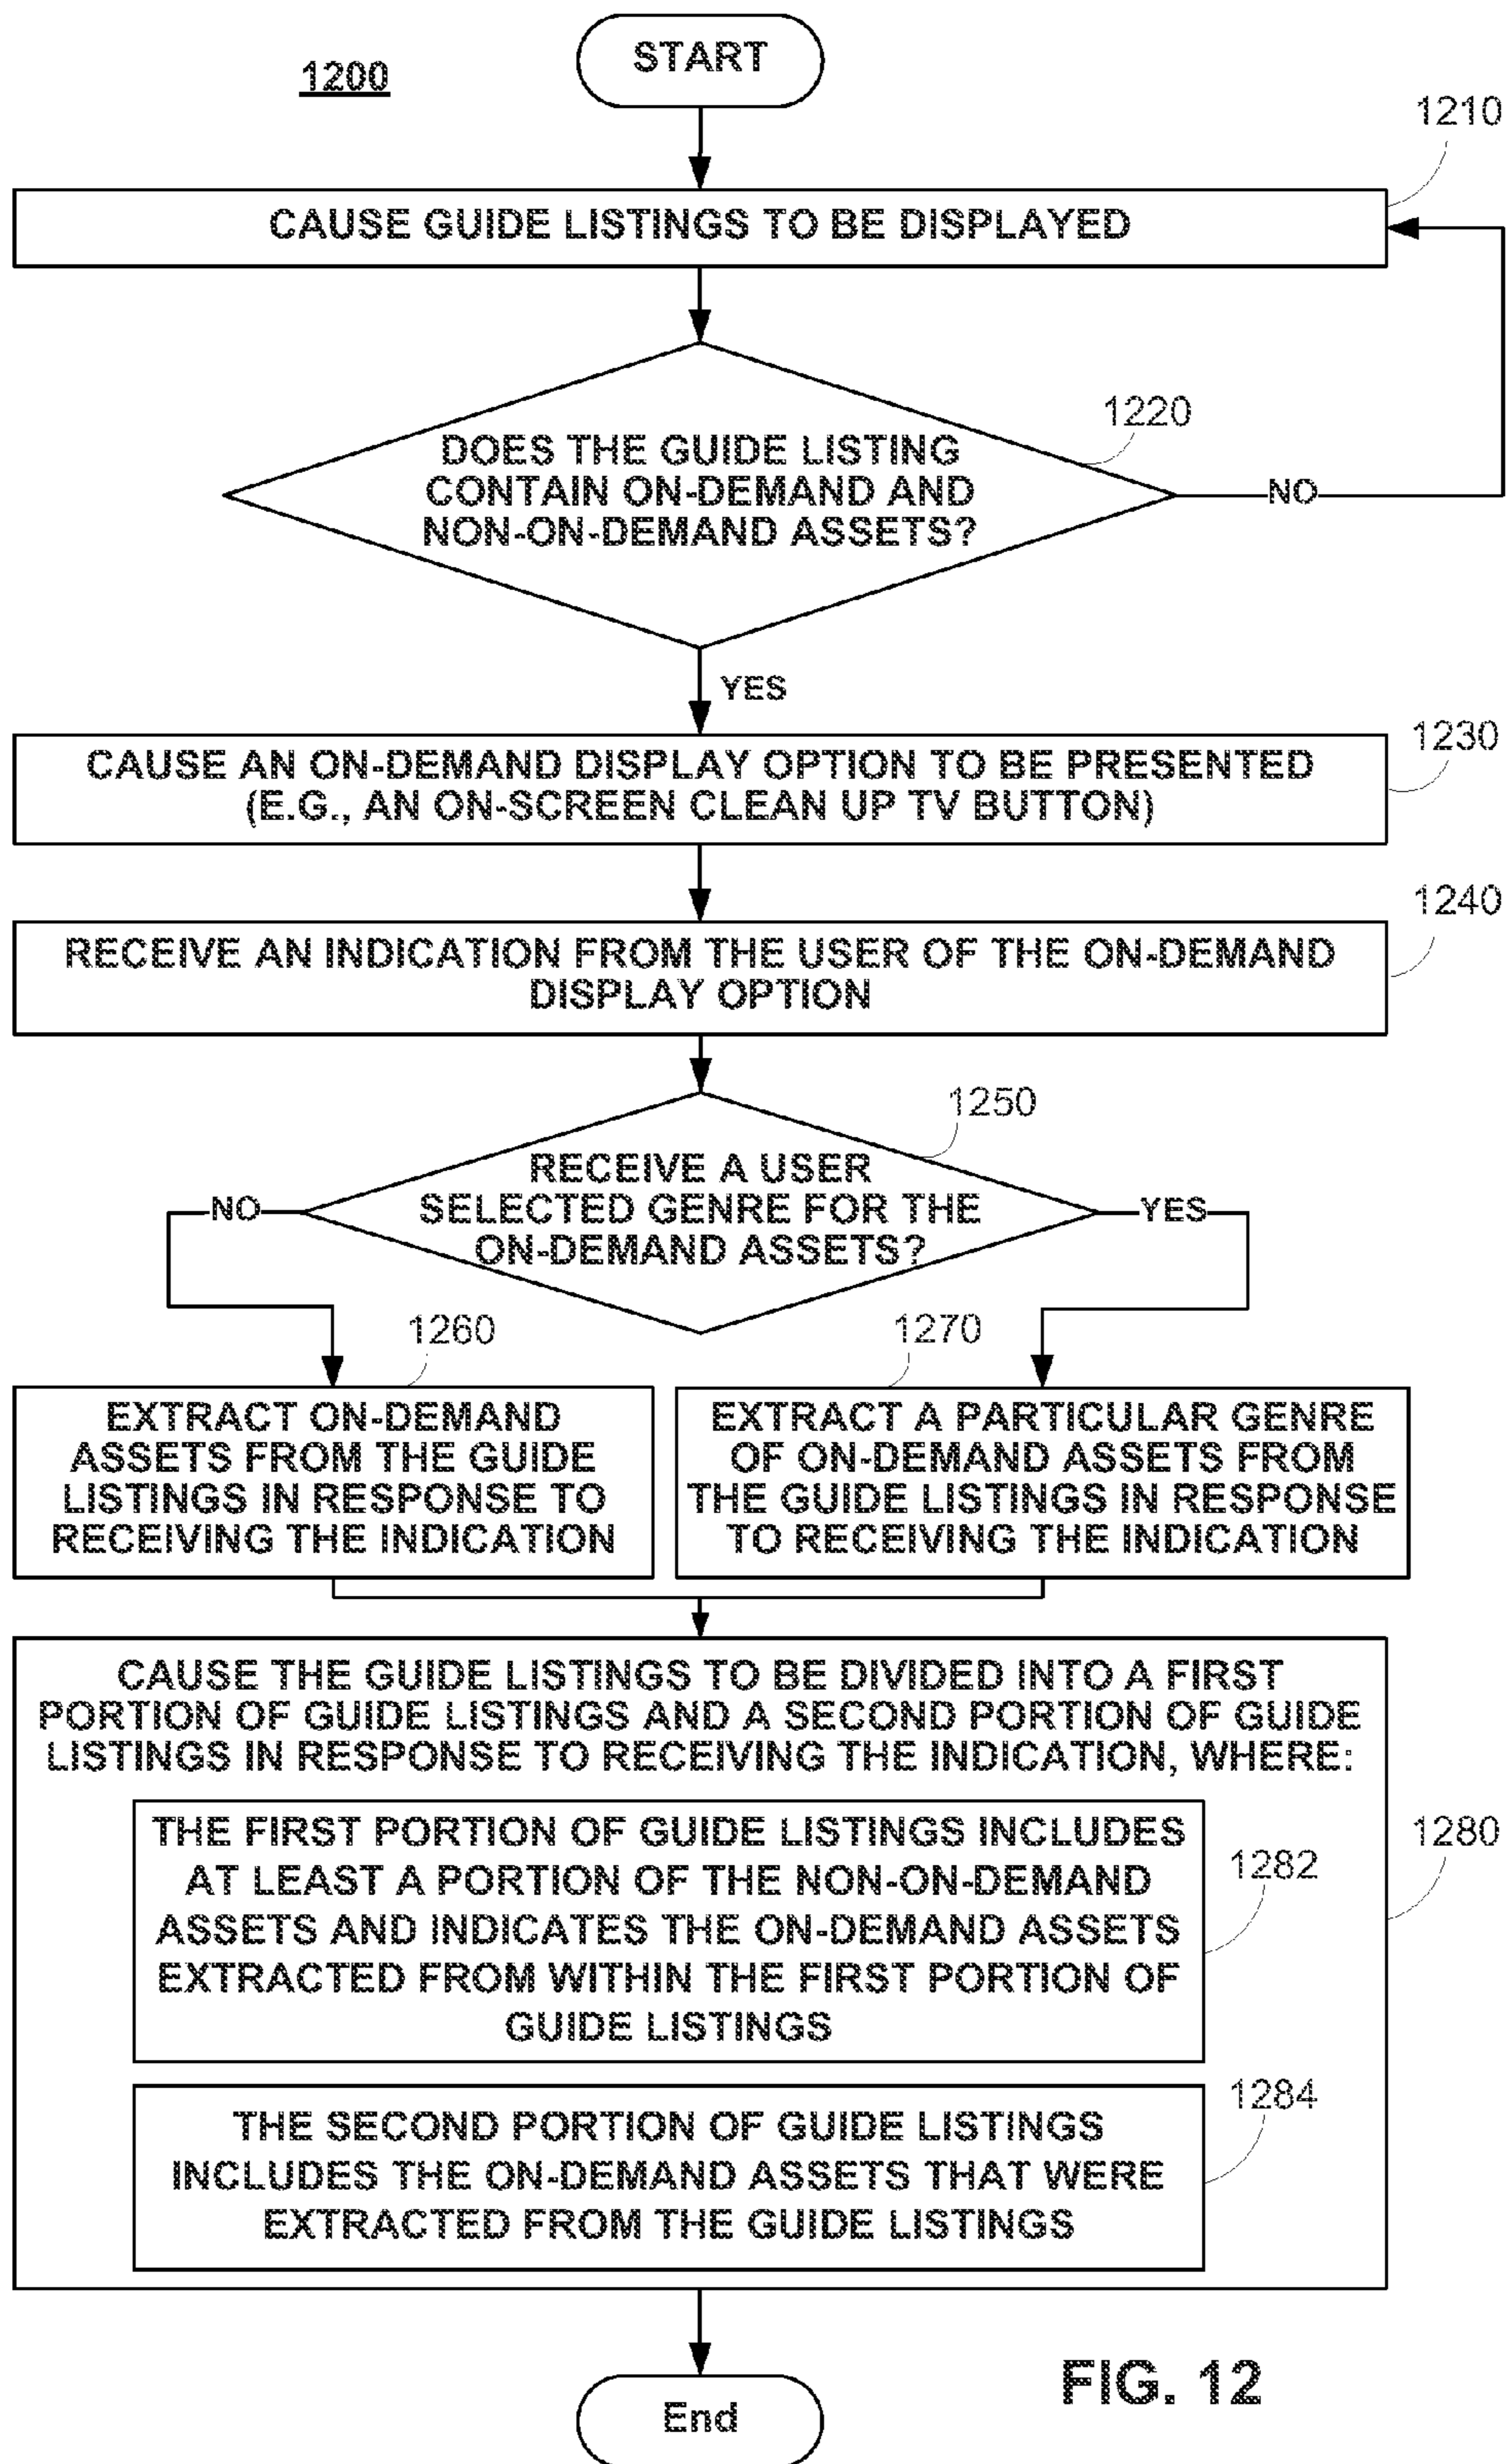 START
1200
1210
CAUSE GUIDE LISTINGS TO BE DISPLAYED
1220
DOES THE GUIDE LISTING
CONTAIN ON-DEMAND AND
NON-ON-DEMAND ASSETS?
NO
YES
1230
CAUSE AN ON-DEMAND DISPLAY OPTION TO BE PRESENTED
(E.G., AN ON-SCREEN CLEAN UP TV BUTTON)
1240
RECEIVE AN INDICATION FROM THE USER OF THE ON-DEMAND
DISPLAY OPTION
1250
RECEIVE A USER
SELECTED GENRE FOR THE
ON-DEMAND ASSETS?
NO
YES
1260
EXTRACT ON-DEMAND
ASSETS FROM THE GUIDE
LISTINGS IN RESPONSE TO
RECEIVING THE INDICATION
1270
EXTRACT A PARTICULAR GENRE
OF ON-DEMAND ASSETS FROM
THE GUIDE LISTINGS IN RESPONSE
TO RECEIVING THE INDICATION
CAUSE THE GUIDE LISTINGS TO BE DIVIDED INTO A FIRST
PORTION OF GUIDE LISTINGS AND A SECOND PORTION OF GUIDE
LISTINGS IN RESPONSE TO RECEIVING THE INDICATION, WHERE:
1280
THE FIRST PORTION OF GUIDE LISTINGS INCLUDES
AT LEAST A PORTION OF THE NON-ON-DEMAND
ASSETS AND INDICATES THE ON-DEMAND ASSETS
EXTRACTED FROM WITHIN THE FIRST PORTION OF
GUIDE LISTINGS
1282
THE SECOND PORTION OF GUIDE LISTINGS
INCLUDES THE ON-DEMAND ASSETS THAT WERE
EXTRACTED FROM THE GUIDE LISTINGS
1284
End
FIG. 12